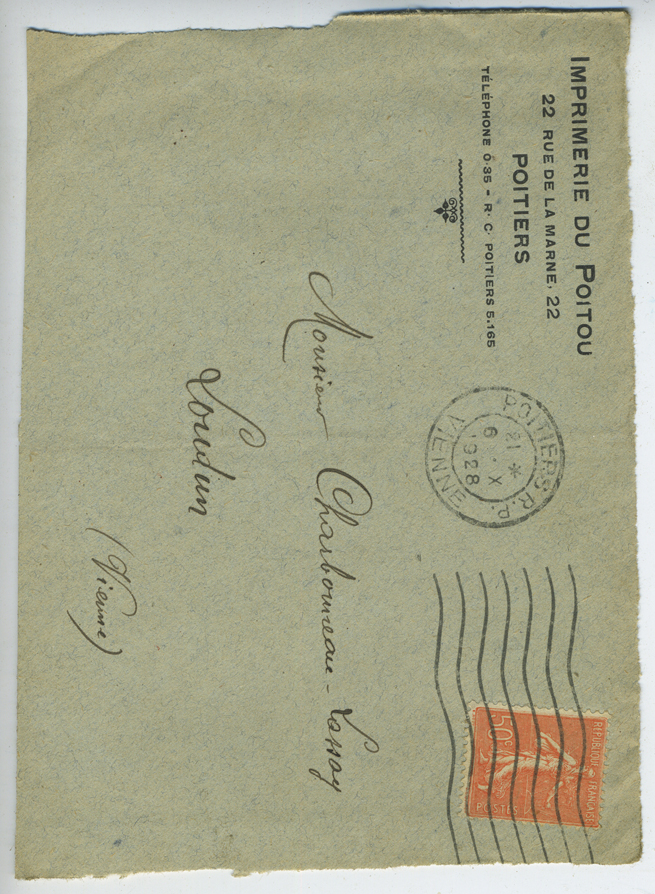 IMPRIMERIE DU POITOU
22 RUE DE LA MARNE, 22
POITIERS
TÉLÉPHONE 0-35 - R. C. POITIERS 5.165
POITIERS R.P.
21 *
6 X
1928
VIENNE
REPUBLIQUE FRANÇAISE
50c
POSTES
Monsieur Charbonneau-Lassay
Loudun
(Vienne)